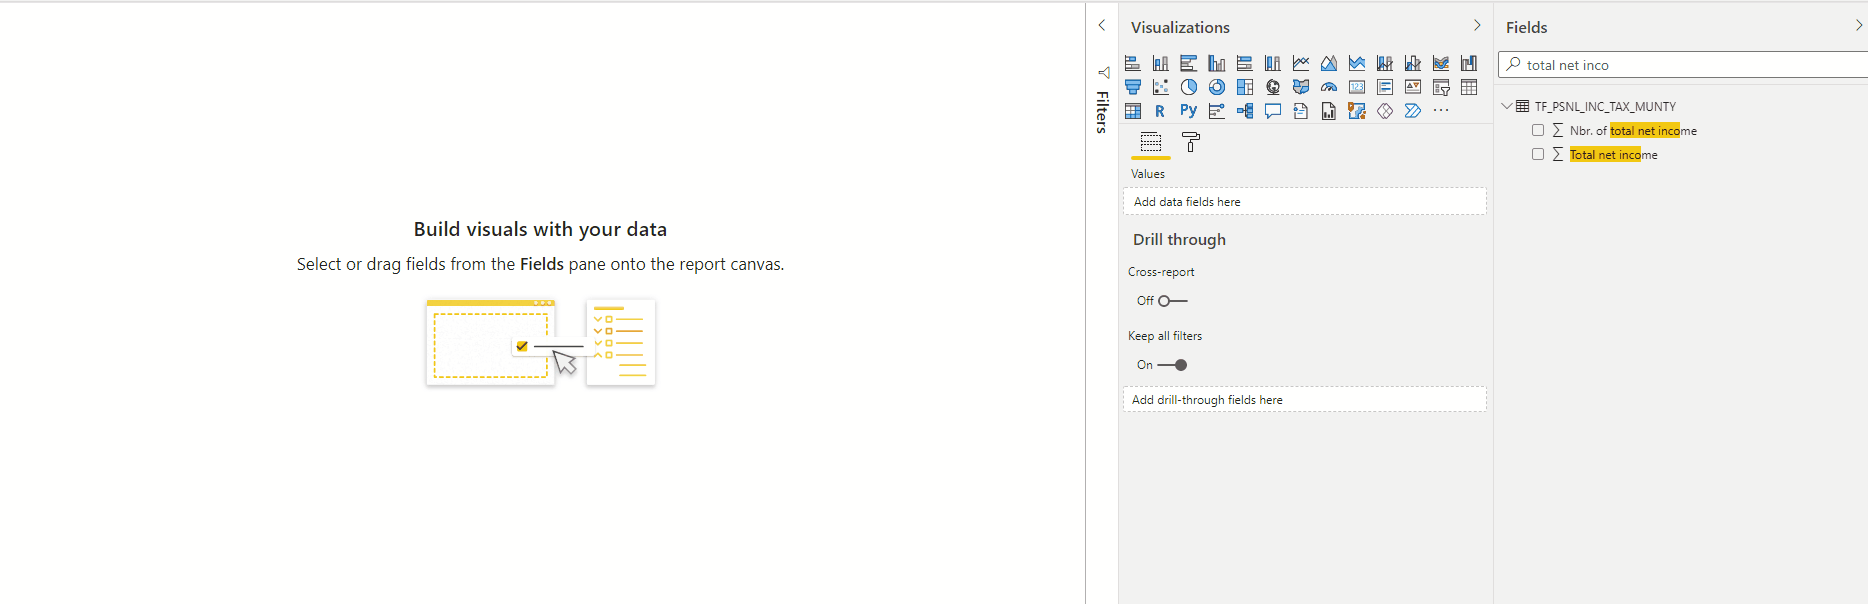 Build visuals with your data
Select or drag fields from the Fields pane onto the report canvas.
Filters
Visualizations
123
R
Py
...
Values
Add data fields here
Drill through
Cross-report
Off
Keep all filters
On
Add drill-through fields here
Fields
total net inco
TF_PSNL_INC_TAX_MUNTY
Σ Nbr. of total net income
Σ Total net income